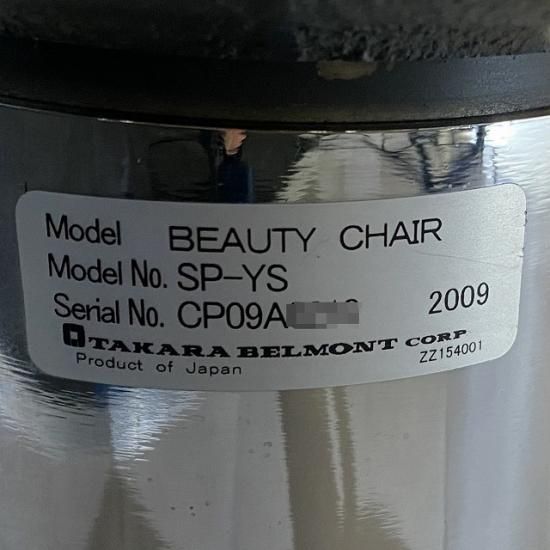 Model BEAUTY CHAIR
Model No. SP-YS
Serial No. CP09A 2009
TAKARA BELMONT CORP
Product of Japan ZZ154001